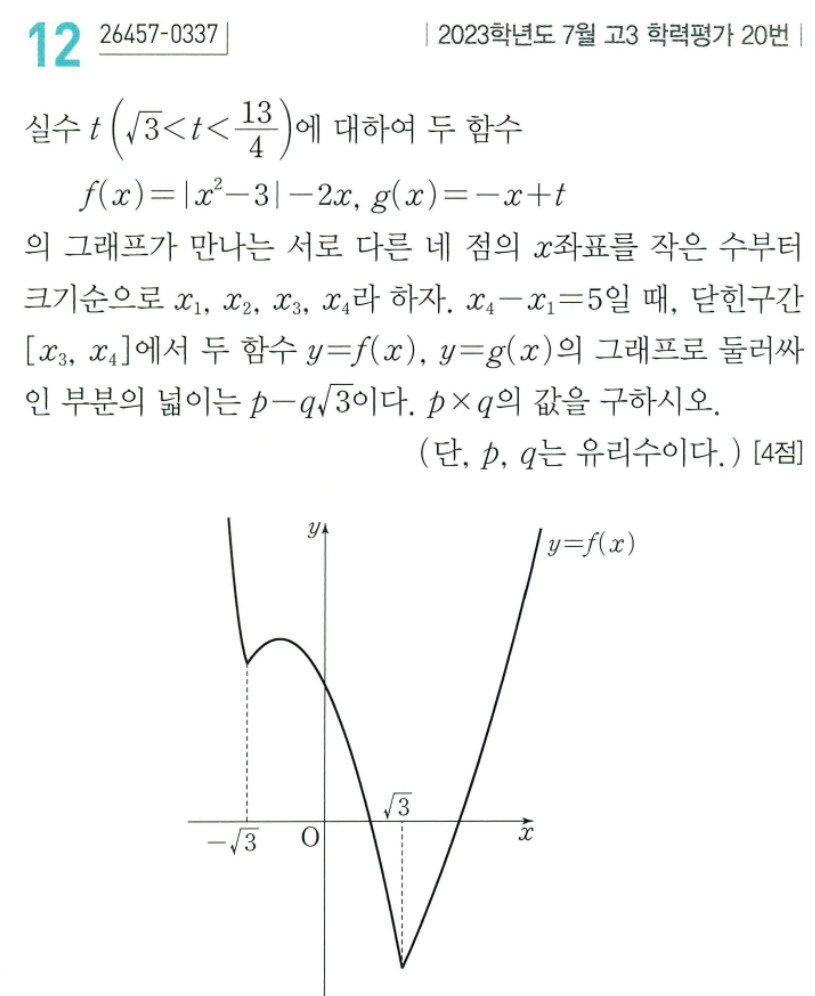 12 26457-0337 | 2023학년도 7월 고3 학력평가 20번 |
실수 t(√3<t<13/4)에 대하여 두 함수
f(x)=|x²-3|-2x, g(x)=-x+t
의 그래프가 만나는 서로 다른 네 점의 x좌표를 작은 수부터
크기순으로 x₁, x₂, x₃, x₄라 하자. x₄-x₁=5일 때, 닫힌구간
[x₃, x₄]에서 두 함수 y=f(x), y=g(x)의 그래프로 둘러싸
인 부분의 넓이는 p-q√3이다. p×q의 값을 구하시오.
(단, p, q는 유리수이다.) [4점]
y
y=f(x)
√3
-√3
O
x